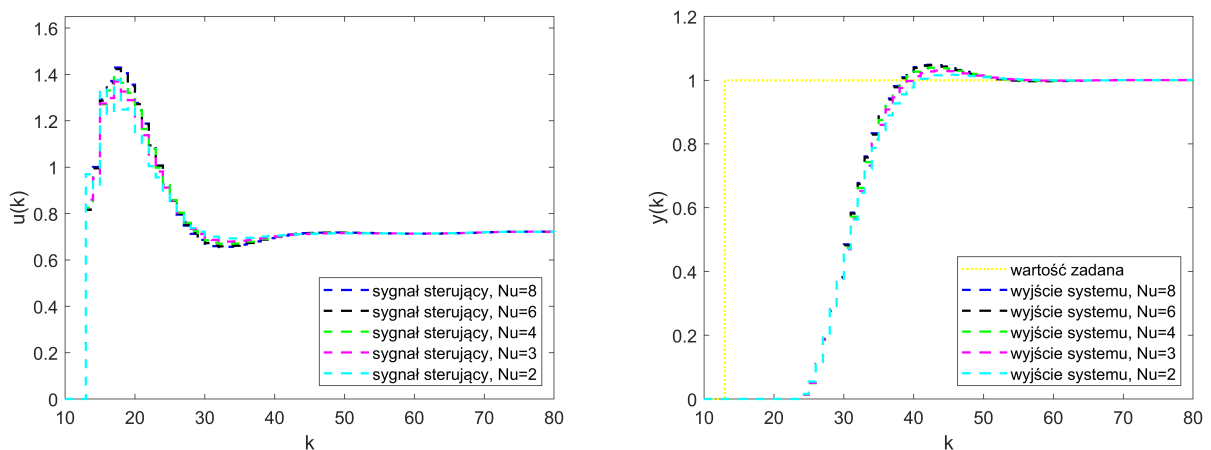 1.6
1.4
1.2
1
0.8
0.6
0.4
0.2
0
u(k)
10 20 30 40 50 60 70 80
k
sygnał sterujący, Nu=8
sygnał sterujący, Nu=6
sygnał sterujący, Nu=4
sygnał sterujący, Nu=3
sygnał sterujący, Nu=2
1.2
1
0.8
0.6
0.4
0.2
0
y(k)
10 20 30 40 50 60 70 80
k
wartość zadana
wyjście systemu, Nu=8
wyjście systemu, Nu=6
wyjście systemu, Nu=4
wyjście systemu, Nu=3
wyjście systemu, Nu=2